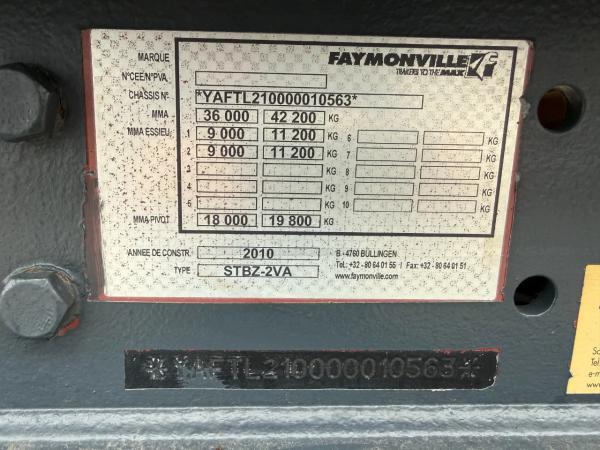 MARQUE FAYMONVILLE
TRAILERS TO THE MAX
N°CEE/N°PVA
CHASSIS N° *YAFTL210000010563*
MMA 36 000 42 200 KG
MMA ESSIEU 1 9 000 11 200 KG 6 KG
2 9 000 11 200 KG 7 KG
3 KG 8 KG
4 KG 9 KG
5 KG 10 KG
MMA PIVOT 18 000 19 800 KG
ANNEE DE CONSTR. 2010 B - 4760 BÜLLINGEN
TYPE STBZ-2VA Tel.: +32 - 80 64 01 55 / Fax: +32 - 80 64 01 51
www.faymonville.com
*YAFTL210000010563*
Tel
e-m